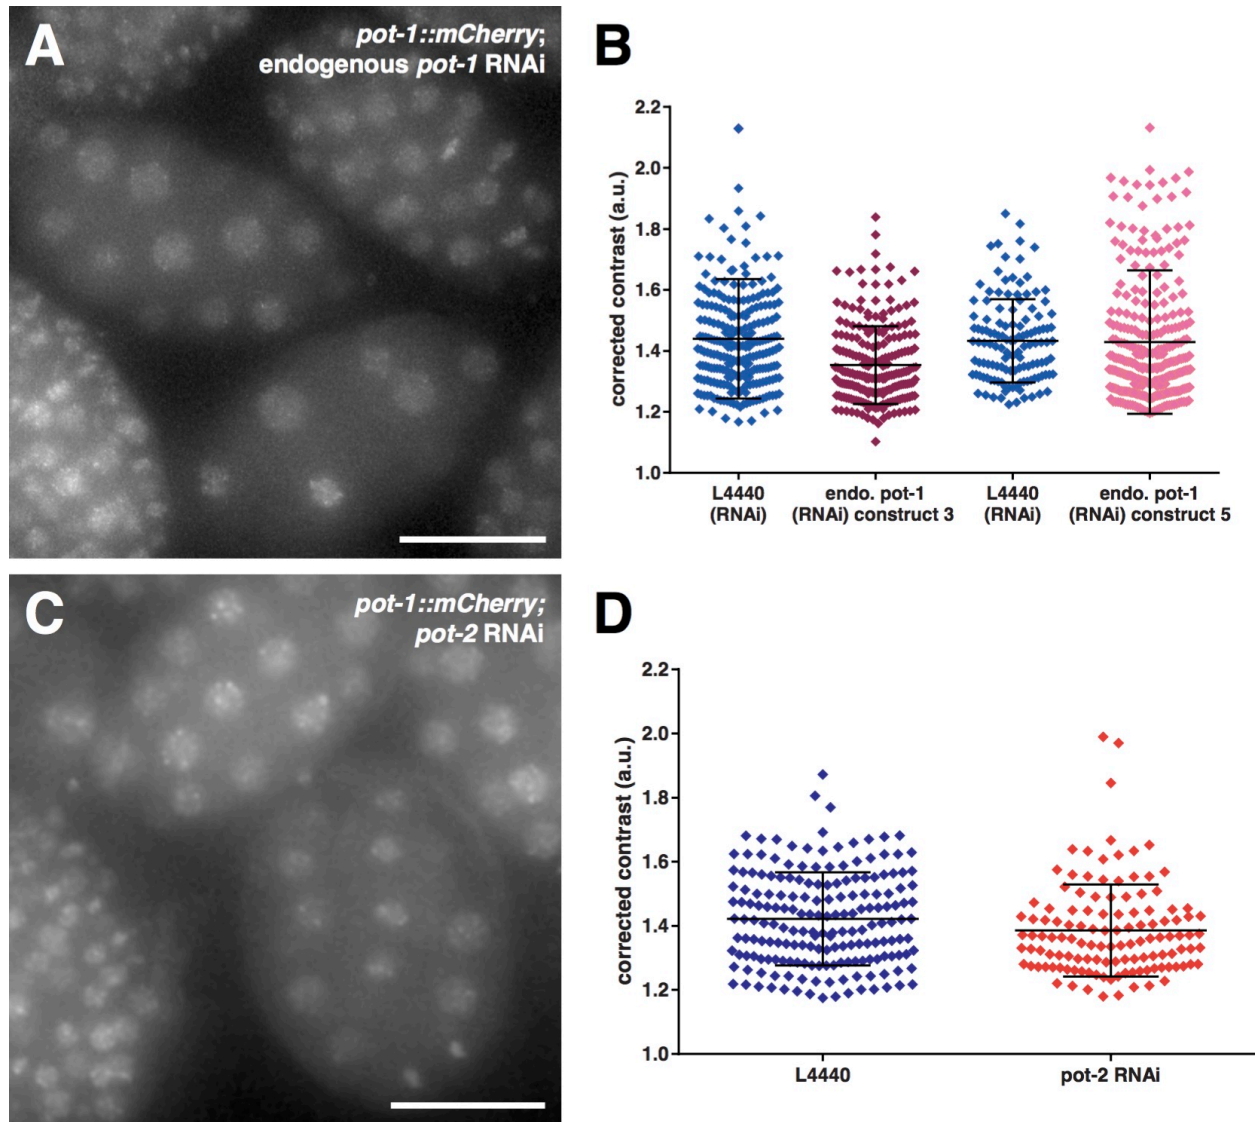 A
pot-1::mCherry;
endogenous pot-1 RNAi
B
corrected contrast (a.u.)
2.2
2.0
1.8
1.6
1.4
1.2
1.0
L4440
(RNAi)
endo. pot-1
(RNAi) construct 3
L4440
(RNAi)
endo. pot-1
(RNAi) construct 5
C
pot-1::mCherry;
pot-2 RNAi
D
corrected contrast (a.u.)
2.2
2.0
1.8
1.6
1.4
1.2
1.0
L4440
pot-2 RNAi